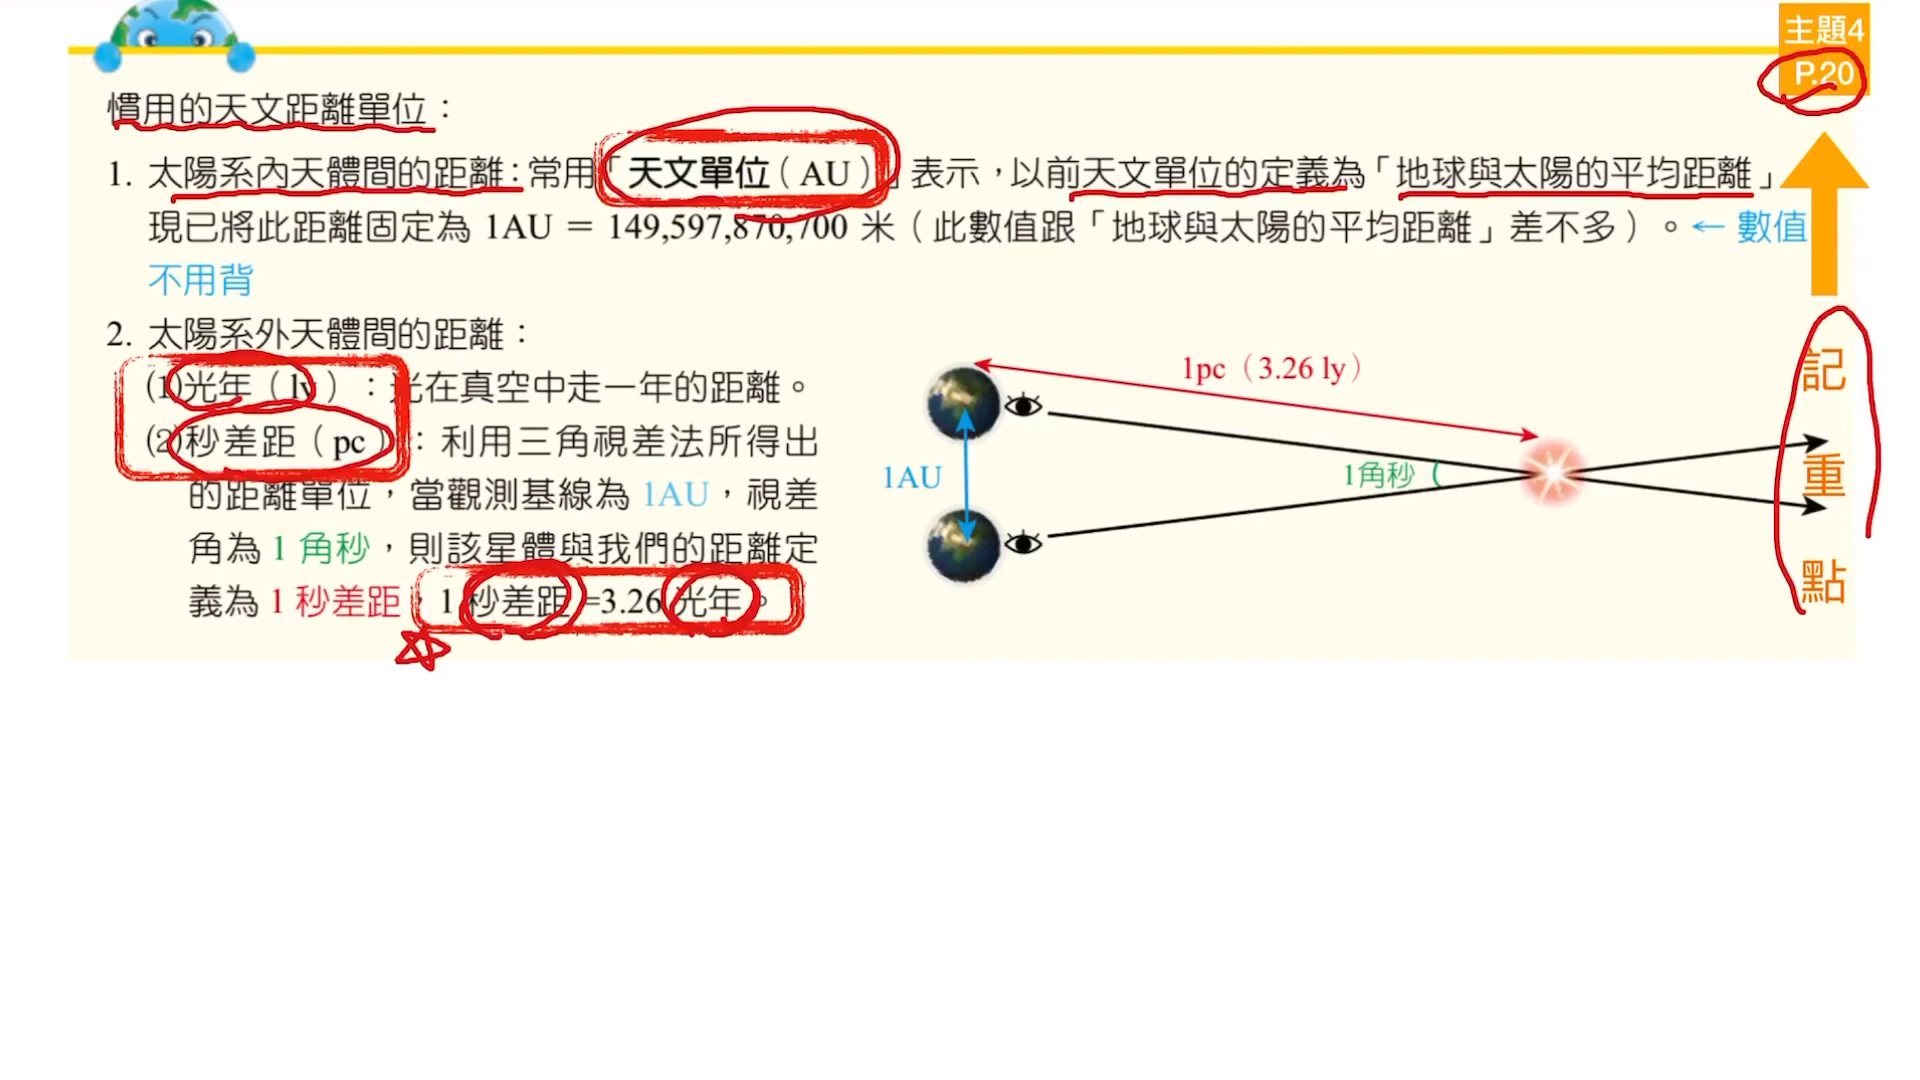 主題4
P.20
慣用的天文距離單位：
1. 太陽系內天體間的距離：常用「天文單位（AU）」表示，以前天文單位的定義為「地球與太陽的平均距離」
現已將此距離固定為 1AU = 149,597,870,700 米（此數值跟「地球與太陽的平均距離」差不多）。← 數值
不用背
2. 太陽系外天體間的距離：
(1)光年（ly）：光在真空中走一年的距離。
(2)秒差距（pc）：利用三角視差法所得出
的距離單位，當觀測基線為 1AU，視差
角為 1 角秒，則該星體與我們的距離定
義為 1 秒差距，1 秒差距=3.26 光年。
1pc（3.26 ly）
1AU
1角秒
記
重
點